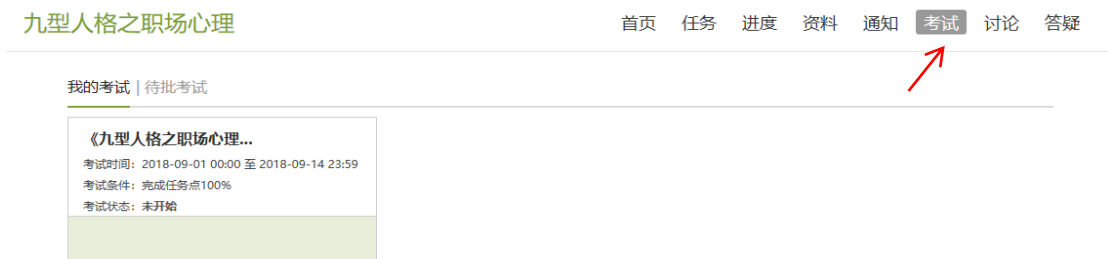 九型人格之职场心理
首页 任务 进度 资料 通知 考试 讨论 答疑
我的考试 | 待批考试
《九型人格之职场心理...
考试时间：2018-09-01 00:00 至 2018-09-14 23:59
考试条件：完成任务点100%
考试状态：未开始